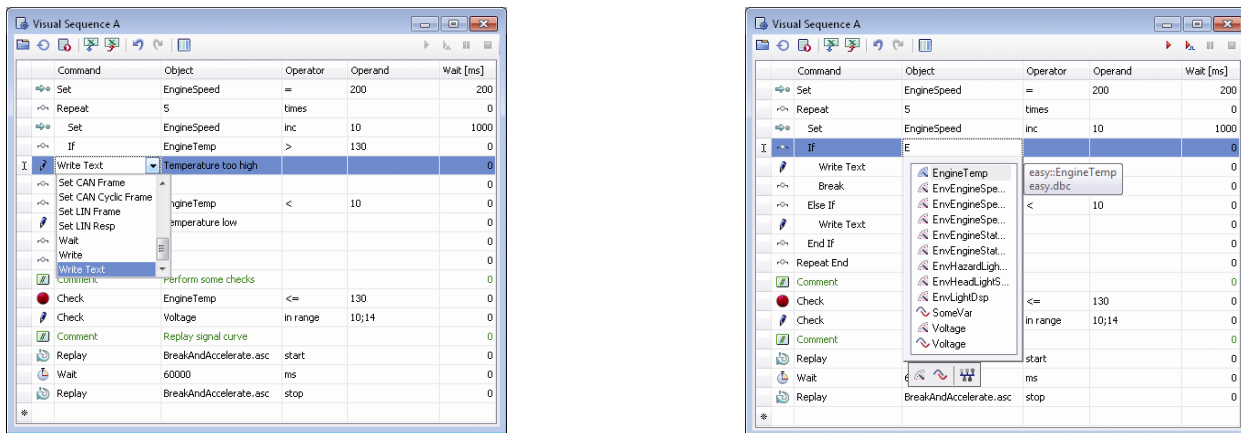 Visual Sequence A
Command Object Operator Operand Wait [ms]
Set EngineSpeed = 200 200
Repeat 5 times 0
Set EngineSpeed inc 10 1000
If EngineTemp > 130 0
Write Text Temperature too high 0
Set CAN Frame 0
Set CAN Cyclic Frame ngineTemp < 10 0
Set LIN Frame
Set LIN Resp emperature low 0
Wait 0
Write 0
Write Text
Comment Perform some checks 0
Check EngineTemp <= 130 0
Check Voltage in range 10;14 0
Comment Replay signal curve 0
Replay BreakAndAccelerate.asc start 0
Wait 60000 ms 0
Replay BreakAndAccelerate.asc stop 0
Visual Sequence A
Command Object Operator Operand Wait [ms]
Set EngineSpeed = 200 200
Repeat 5 times 0
Set EngineSpeed inc 10 1000
If E 0
Write Text EngineTemp easy::EngineTemp 0
Break EnvEngineSpe... easy.dbc 0
Else If EnvEngineSpe... < 10 0
Write Text EnvEngineSpe... 0
End If EnvEngineStat... 0
EnvEngineStat...
Repeat End EnvHazardLigh... 0
Comment EnvHeadLightS... 0
Check EnvLightDsp <= 130 0
Check SomeVar in range 10;14 0
Comment Voltage 0
Voltage
Replay start 0
Wait 6 ms 0
Replay BreakAndAccelerate.asc stop 0